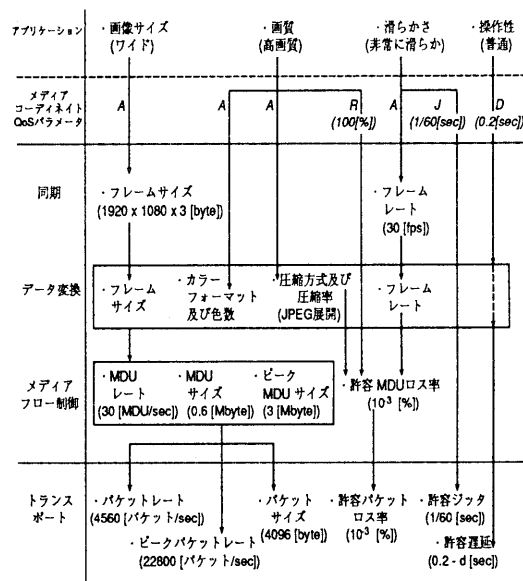 アプリケーション
・画像サイズ
(ワイド)
・画質
(高画質)
・滑らかさ
(非常に滑らか)
・操作性
(普通)
メディア
コーディネイト
QoSパラメータ
A
A
A
R
(100[%])
A
J
(1/60[sec])
D
(0.2[sec])
同期
・フレームサイズ
(1920 x 1080 x 3 [byte])
・フレーム
レート
(30 [fps])
データ変換
・フレーム
サイズ
・カラー
フォーマット
及び色数
・圧縮方式及び
圧縮率
(JPEG展開)
・フレーム
レート
メディア
フロー制御
・MDU
レート
(30 [MDU/sec])
・MDU
サイズ
(0.6 [Mbyte])
・ピーク
MDU サイズ
(3 [Mbyte])
・許容 MDUロス率
(10-3 [%])
トランス
ポート
・パケットレート
(4560 [パケット/sec])
・ピークパケットレート
(22800 [パケット/sec])
・パケット
サイズ
(4096 [byte])
・許容パケット
ロス率
(10-3 [%])
・許容ジッタ
(1/60 [sec])
・許容遅延
(0.2 - d [sec])